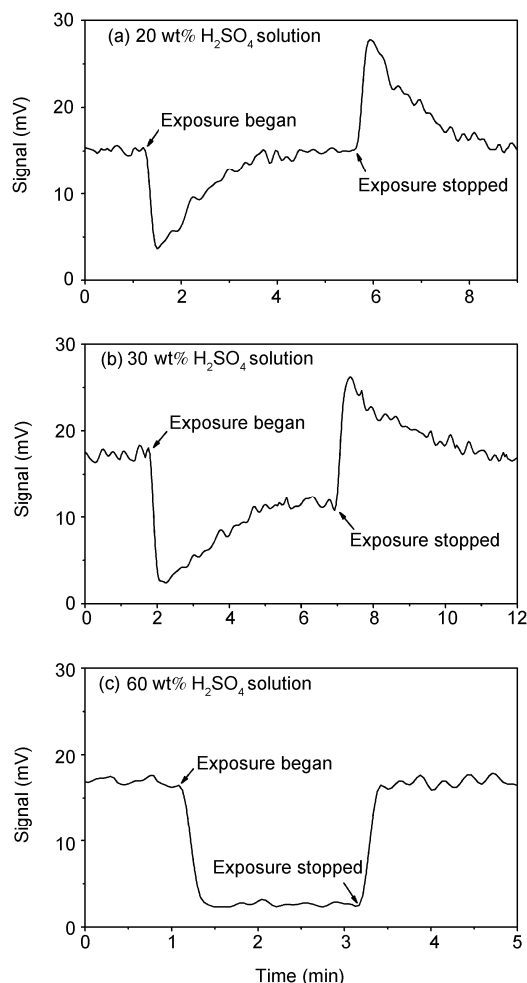 30
(a) 20 wt% H₂SO₄ solution
Exposure began
20
Signal (mV)
10
Exposure stopped
0
0 2 4 6 8
30
(b) 30 wt% H₂SO₄ solution
Exposure began
20
Signal (mV)
10
Exposure stopped
0
0 2 4 6 8 10 12
30
(c) 60 wt% H₂SO₄ solution
20
Exposure began
Signal (mV)
10
Exposure stopped
0
0 1 2 3 4 5
Time (min)